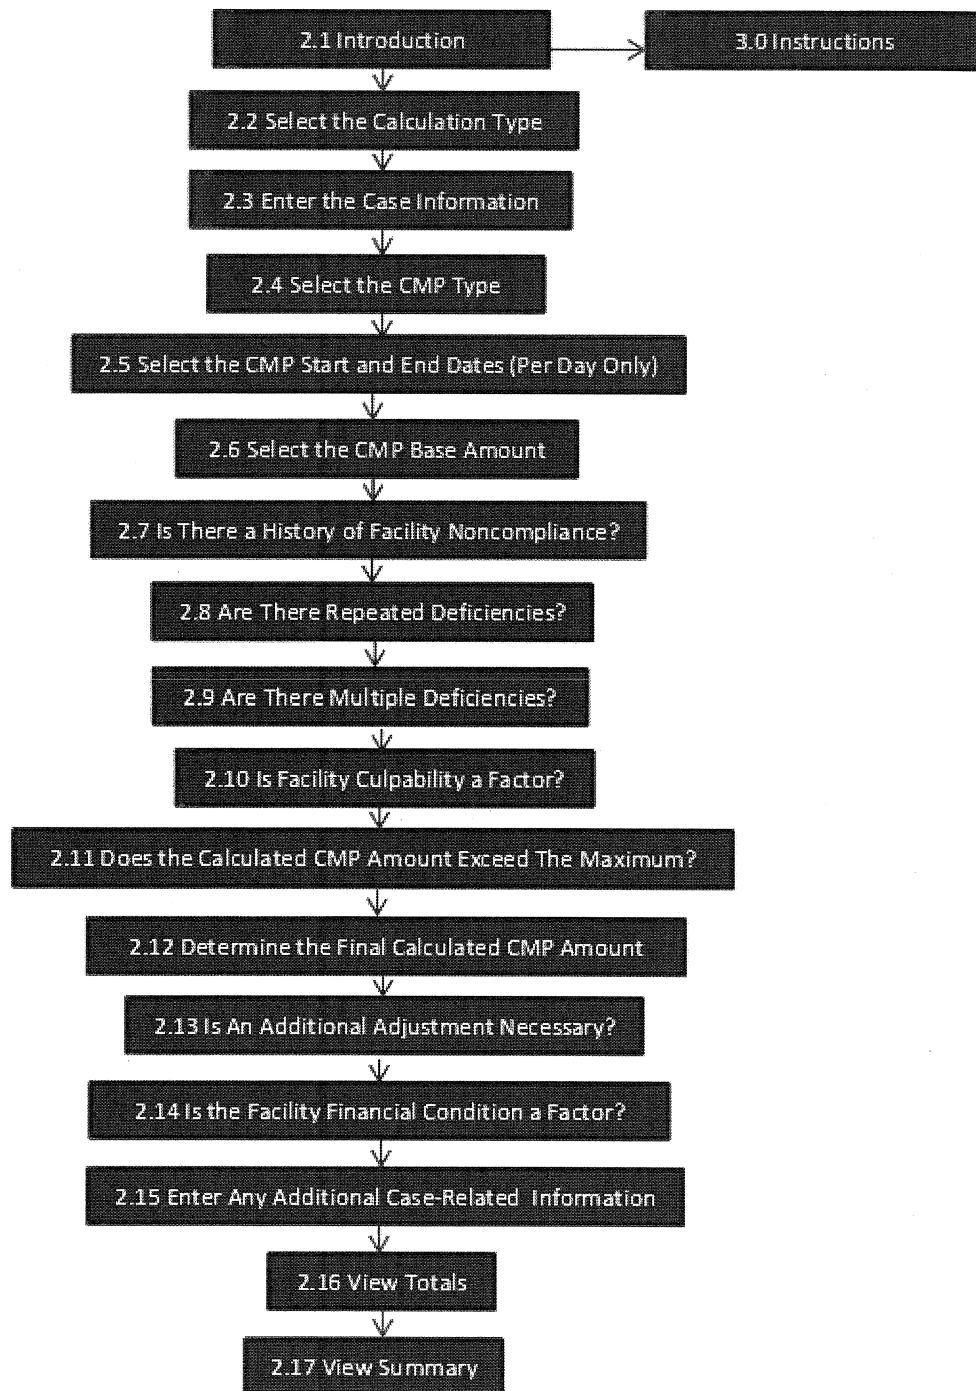 2.1 Introduction
3.0 Instructions
2.2 Select the Calculation Type
2.3 Enter the Case Information
2.4 Select the CMP Type
2.5 Select the CMP Start and End Dates (Per Day Only)
2.6 Select the CMP Base Amount
2.7 Is There a History of Facility Noncompliance?
2.8 Are There Repeated Deficiencies?
2.9 Are There Multiple Deficiencies?
2.10 Is Facility Culpability a Factor?
2.11 Does the Calculated CMP Amount Exceed The Maximum?
2.12 Determine the Final Calculated CMP Amount
2.13 Is An Additional Adjustment Necessary?
2.14 Is the Facility Financial Condition a Factor?
2.15 Enter Any Additional Case-Related Information
2.16 View Totals
2.17 View Summary